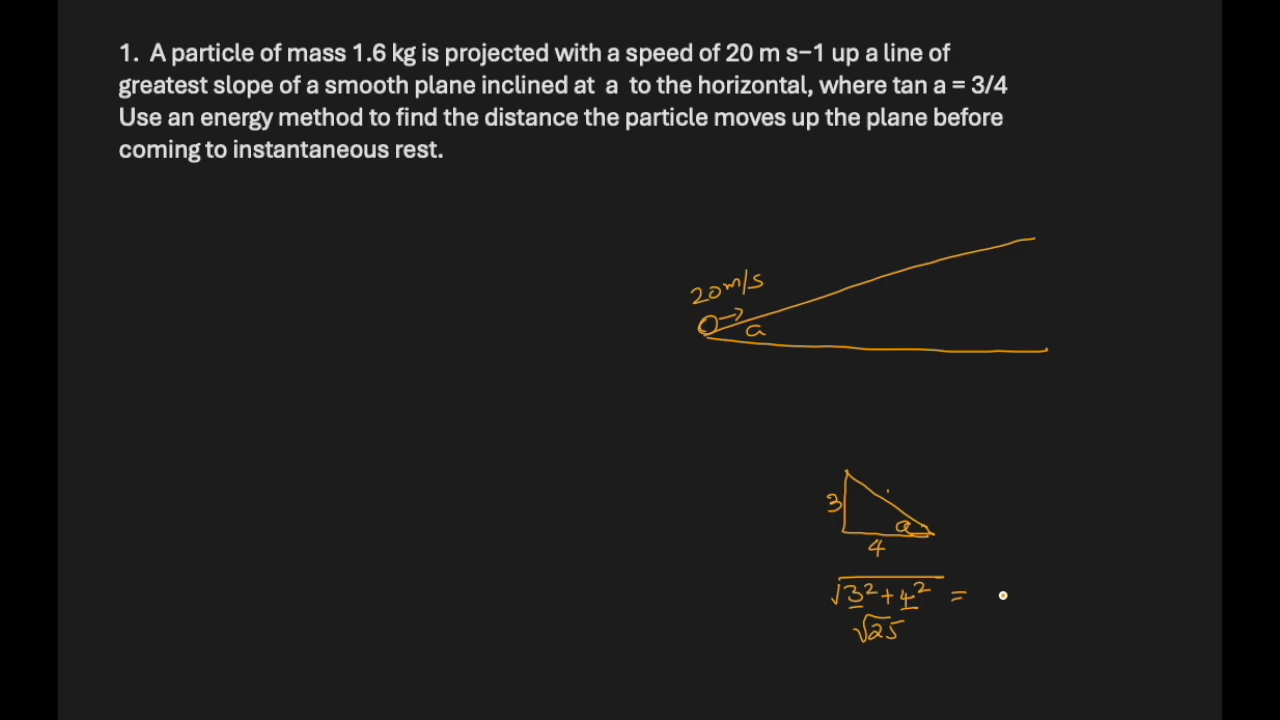 1. A particle of mass 1.6 kg is projected with a speed of 20 m s−1 up a line of
greatest slope of a smooth plane inclined at a to the horizontal, where tan a = 3/4
Use an energy method to find the distance the particle moves up the plane before
coming to instantaneous rest.
20m/s
a
3
a
4
√3²+4² =
√25